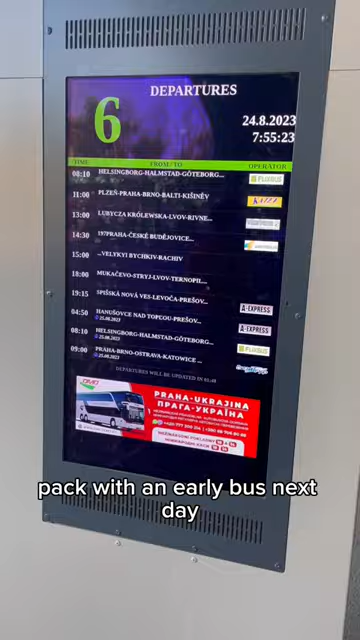 DEPARTURES
6
24.8.2023
7:55:23
TIME FROM/TO OPERATOR
08:10 HELSINGBORG-HALMSTAD-GÖTEBORG... FLIXBUS
11:00 PLZEŇ-PRAHA-BRNO-BALTI-KIŠINĚV
13:00 LUBYCZA KRÓLEWSKA-LVOV-RIVNE...
14:30 197PRAHA-ČESKÉ BUDĚJOVICE...
15:00 ...VELYKYI BYCHKIV-RACHIV
18:00 MUKAČEVO-STRYJ-LVOV-TERNOPIL...
19:15 SPIŠSKÁ NOVÁ VES-LEVOČA-PREŠOV... A-EXPRESS
04:50 HANUŠOVCE NAD TOPĽOU-PREŠOV... A-EXPRESS
25.08.2023
08:10 HELSINGBORG-HALMSTAD-GÖTEBORG... FLIXBUS
25.08.2023
09:00 PRAHA-BRNO-OSTRAVA-KATOWICE ...
25.08.2023
DEPARTURES WILL BE UPDATED IN
PRAHA-UKRAJINA
ПРАГА-УКРАЇНА
pack with an early bus next
day